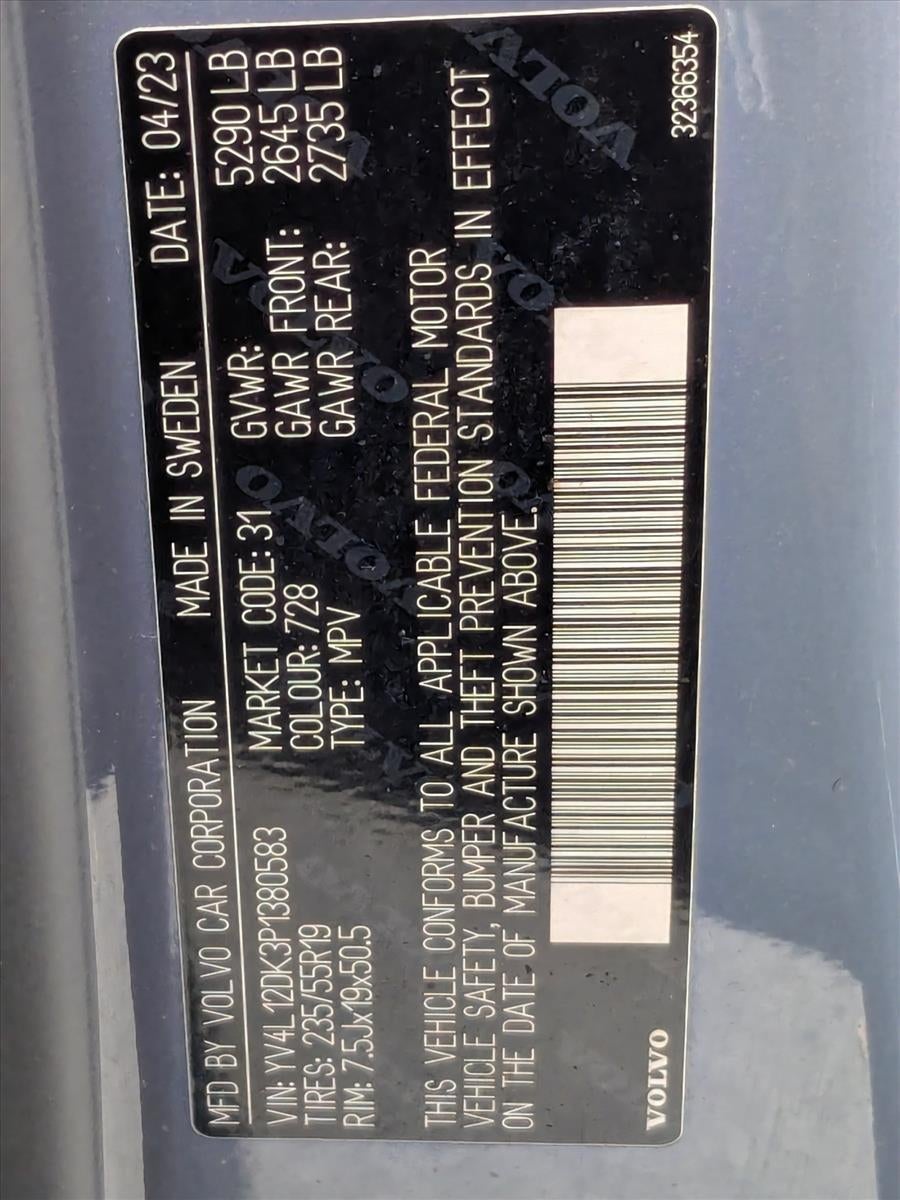 MFD BY VOLVO CAR CORPORATION MADE IN SWEDEN DATE: 04/23
VIN: YV4L12DK3P1380583 MARKET CODE: 31 GVWR: 5290 LB
TIRES: 235/55R19 COLOUR: 728 GAWR FRONT: 2645 LB
RIM: 7.5Jx19x50.5 TYPE: MPV GAWR REAR: 2735 LB
THIS VEHICLE CONFORMS TO ALL APPLICABLE FEDERAL MOTOR
VEHICLE SAFETY, BUMPER AND THEFT PREVENTION STANDARDS IN EFFECT
ON THE DATE OF MANUFACTURE SHOWN ABOVE.
VOLVO 32366354